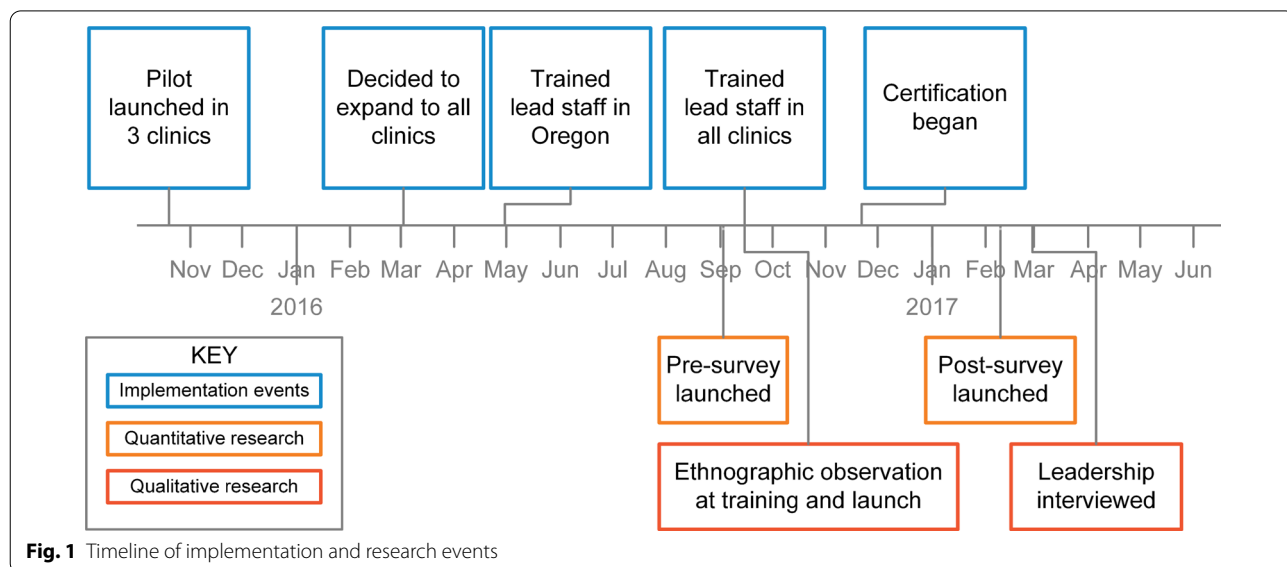 Pilot
launched in
3 clinics
Decided to
expand to all
clinics
Trained
lead staff in
Oregon
Trained
lead staff in
all clinics
Certification
began
Nov Dec Jan Feb Mar Apr May Jun Jul Aug Sep Oct Nov Dec Jan Feb Mar Apr May Jun
2016 2017
KEY
Implementation events
Quantitative research
Qualitative research
Pre-survey
launched
Post-survey
launched
Ethnographic observation
at training and launch
Leadership
interviewed
Fig. 1 Timeline of implementation and research events